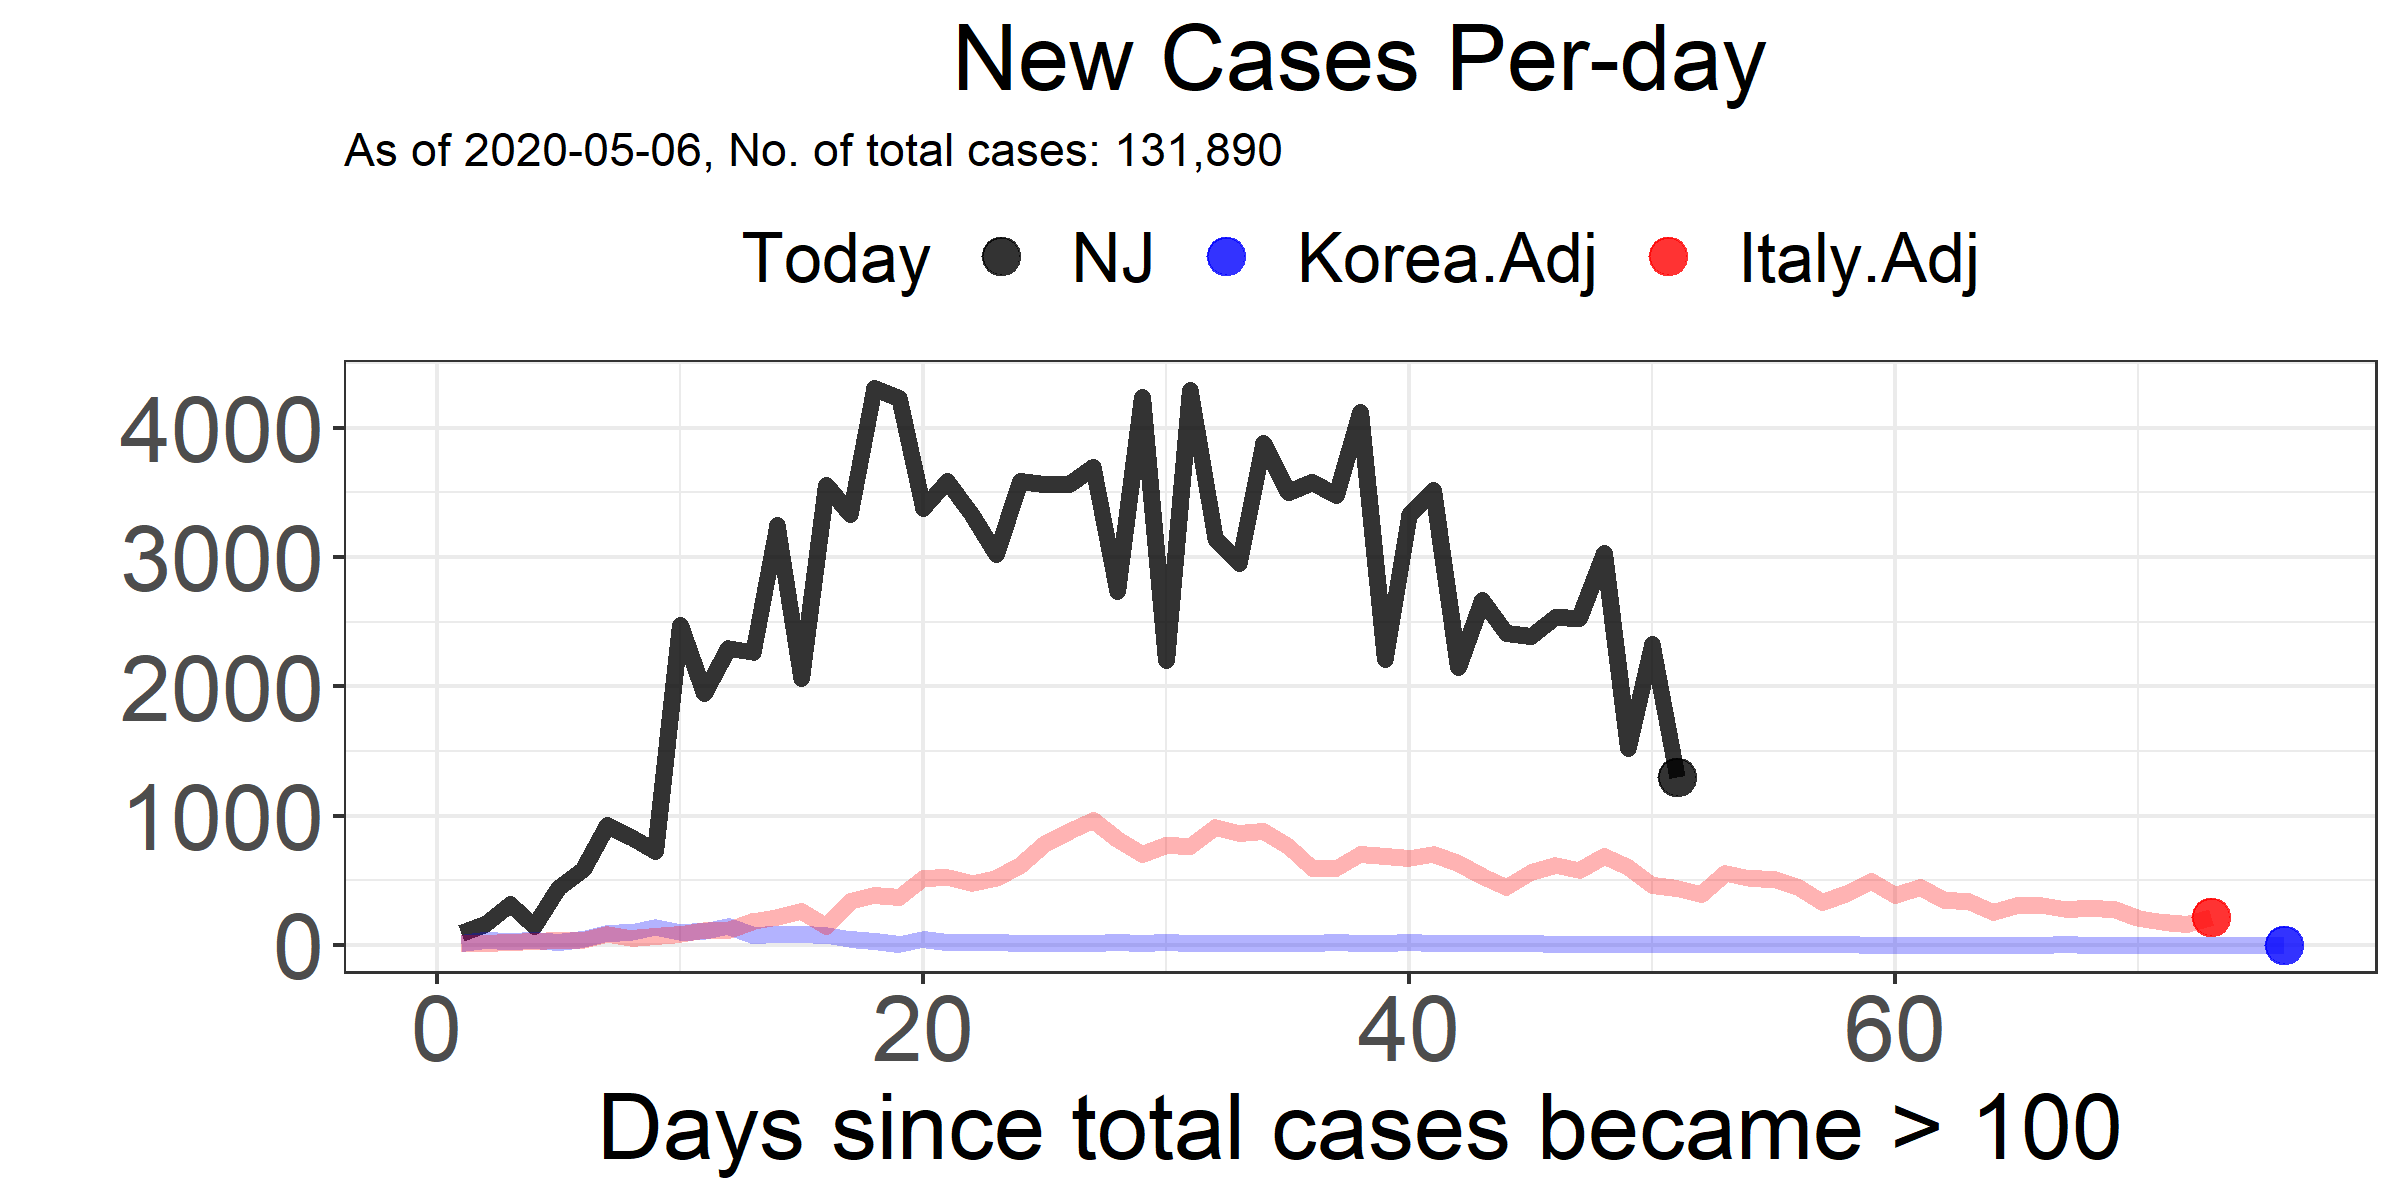 New Cases Per-day
As of 2020-05-06, No. of total cases: 131,890
Today NJ Korea.Adj Italy.Adj
4000
3000
2000
1000
0
0 20 40 60
Days since total cases became > 100